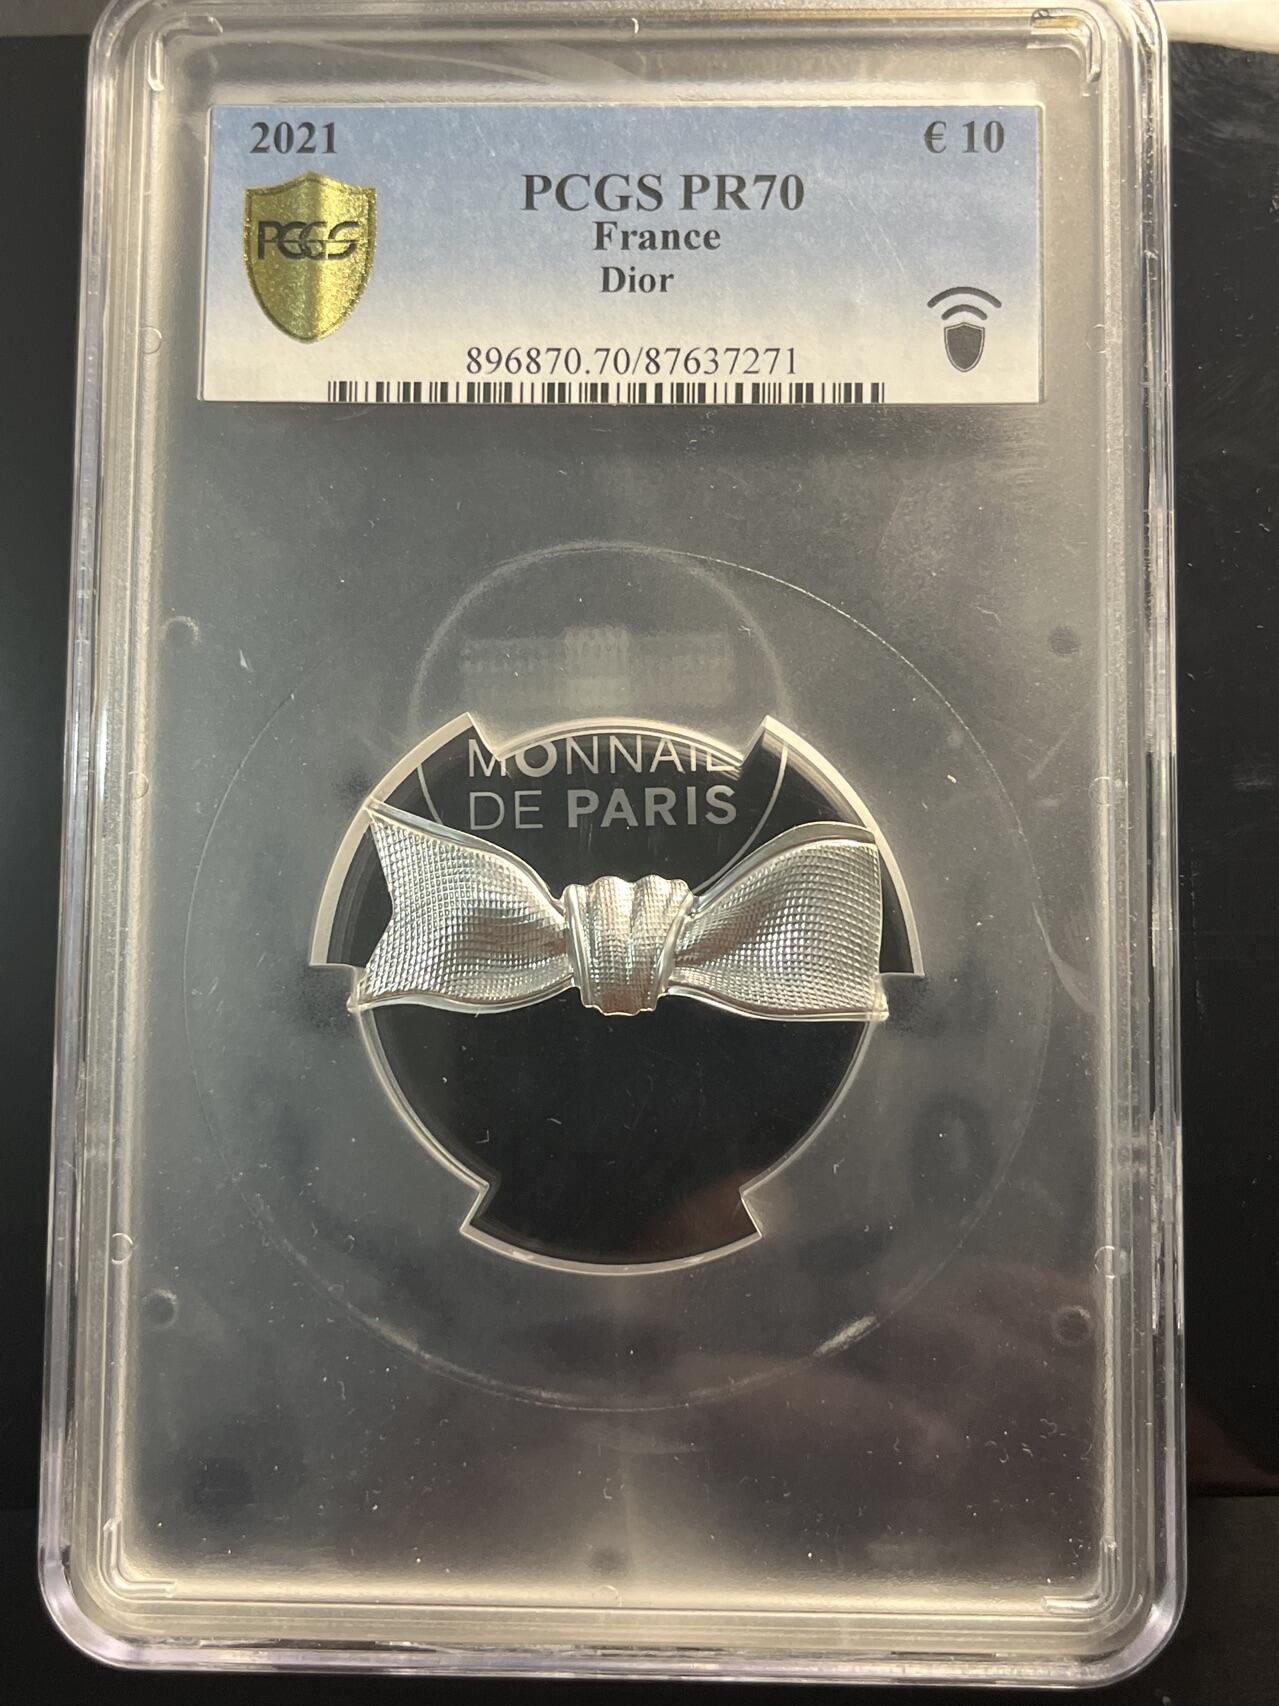 2021
€ 10
PCGS PR70
France
Dior
PCGS
896870.70/87637271
MONNAIE
DE PARIS